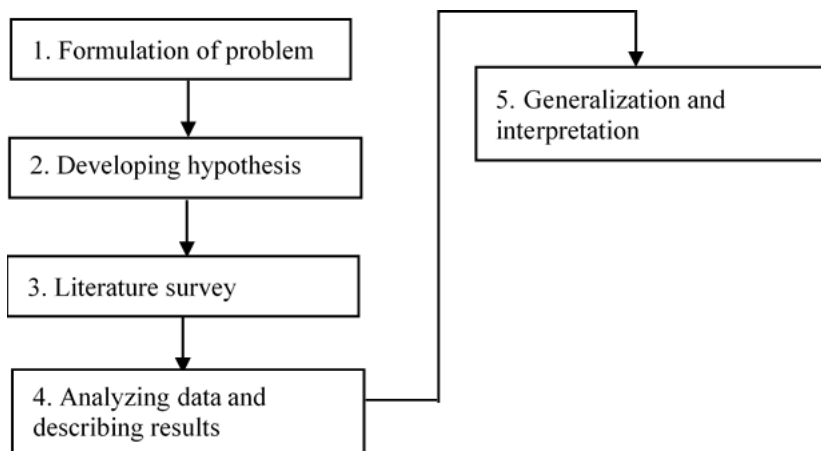 1. Formulation of problem
2. Developing hypothesis
3. Literature survey
4. Analyzing data and
describing results
5. Generalization and
interpretation